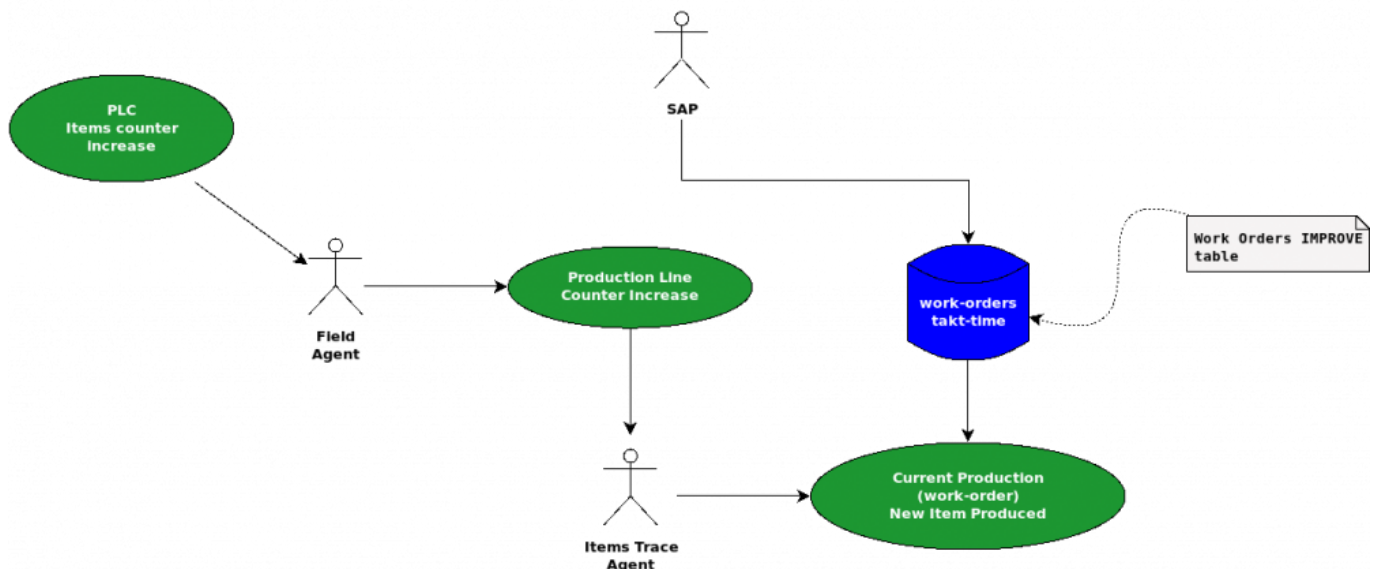 SAP
PLC
Items counter
increase
Work Orders IMPROVE
table
Production Line
Counter Increase
work-orders
takt-time
Field
Agent
Current Production
(work-order)
New Item Produced
Items Trace
Agent